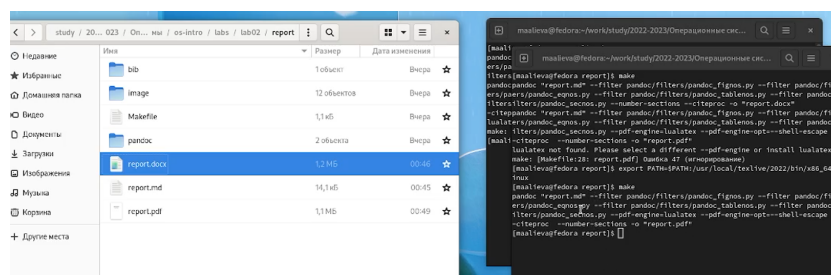 study / 20... 023 / Оп... мы / os-intro / labs / lab02 / report
Имя Размер Дата изменения
Недавние
Избранные
Домашняя папка
Видео
Документы
Загрузки
Изображения
Музыка
Корзина
+ Другие места
bib 1 объект Вчера
image 12 объектов Вчера
Makefile 1,1 кБ Вчера
pandoc 2 объекта Вчера
report.docx 1,2 МБ 00:46
report.md 14,1 кБ 00:45
report.pdf 1,1 МБ 00:49
maalieva@fedora:~/work/study/2022-2023/Операционные сис...
maalieva@fedora:~/work/study/2022-2023/Операционные сис...
[maalieva@fedora report]$ make
pandoc "report.md" --filter pandoc/filters/pandoc_fignos.py --filter pandoc/fi
ers/pandoc_eqnos.py --filter pandoc/filters/pandoc_tablenos.py --filter pandoc
ilters/pandoc_secnos.py --number-sections --citeproc -o "report.docx"
pandoc "report.md" --filter pandoc/filters/pandoc_fignos.py --filter pandoc/fi
ers/pandoc_eqnos.py --filter pandoc/filters/pandoc_tablenos.py --filter pandoc
ilters/pandoc_secnos.py --pdf-engine=lualatex --pdf-engine-opt=--shell-escape
-citeproc --number-sections -o "report.pdf"
lualatex not found. Please select a different --pdf-engine or install lualatex
make: [Makefile:28: report.pdf] Ошибка 47 (игнорирование)
[maalieva@fedora report]$ export PATH=$PATH:/usr/local/texlive/2022/bin/x86_64
inux
[maalieva@fedora report]$ make
pandoc "report.md" --filter pandoc/filters/pandoc_fignos.py --filter pandoc/fi
ers/pandoc_eqnos.py --filter pandoc/filters/pandoc_tablenos.py --filter pandoc
ilters/pandoc_secnos.py --pdf-engine=lualatex --pdf-engine-opt=--shell-escape
-citeproc --number-sections -o "report.pdf"
[maalieva@fedora report]$